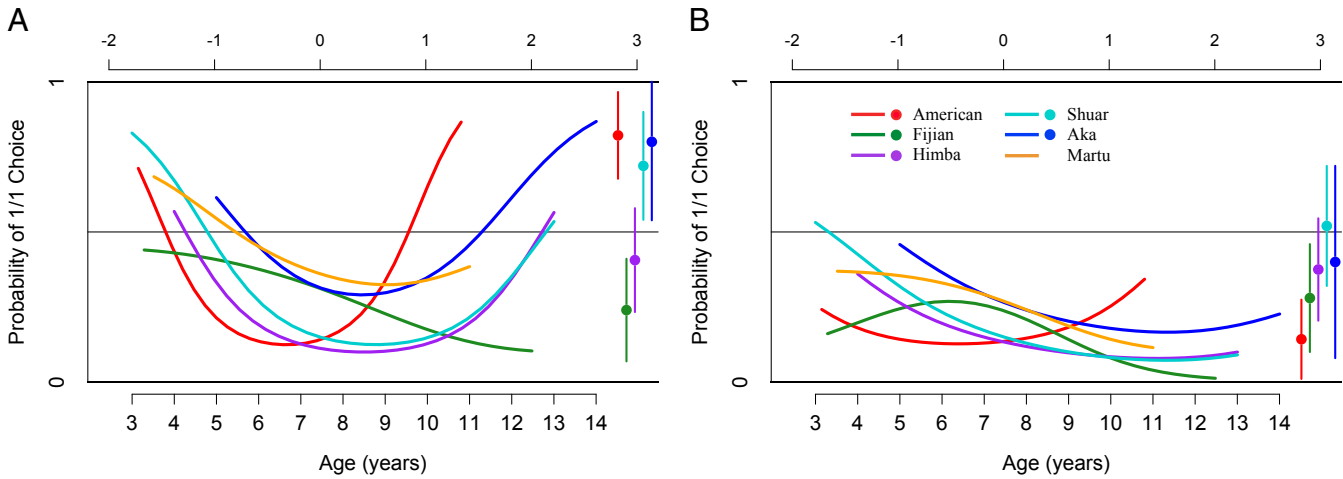 A
-2 -1 0 1 2 3
Probability of 1/1 Choice
1
0
3 4 5 6 7 8 9 10 11 12 13 14
Age (years)
B
-2 -1 0 1 2 3
Probability of 1/1 Choice
1
0
American Shuar
Fijian Aka
Himba Martu
3 4 5 6 7 8 9 10 11 12 13 14
Age (years)